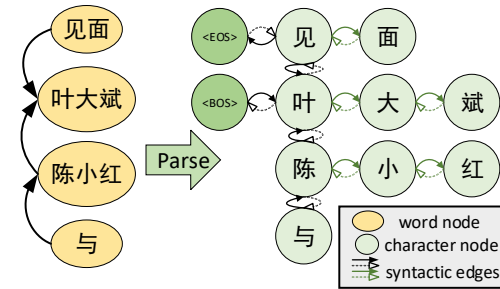 见面
叶大斌
陈小红
与
Parse
<EOS> 见 面
<BOS> 叶 大 斌
陈 小 红
与
word node
character node
syntactic edges